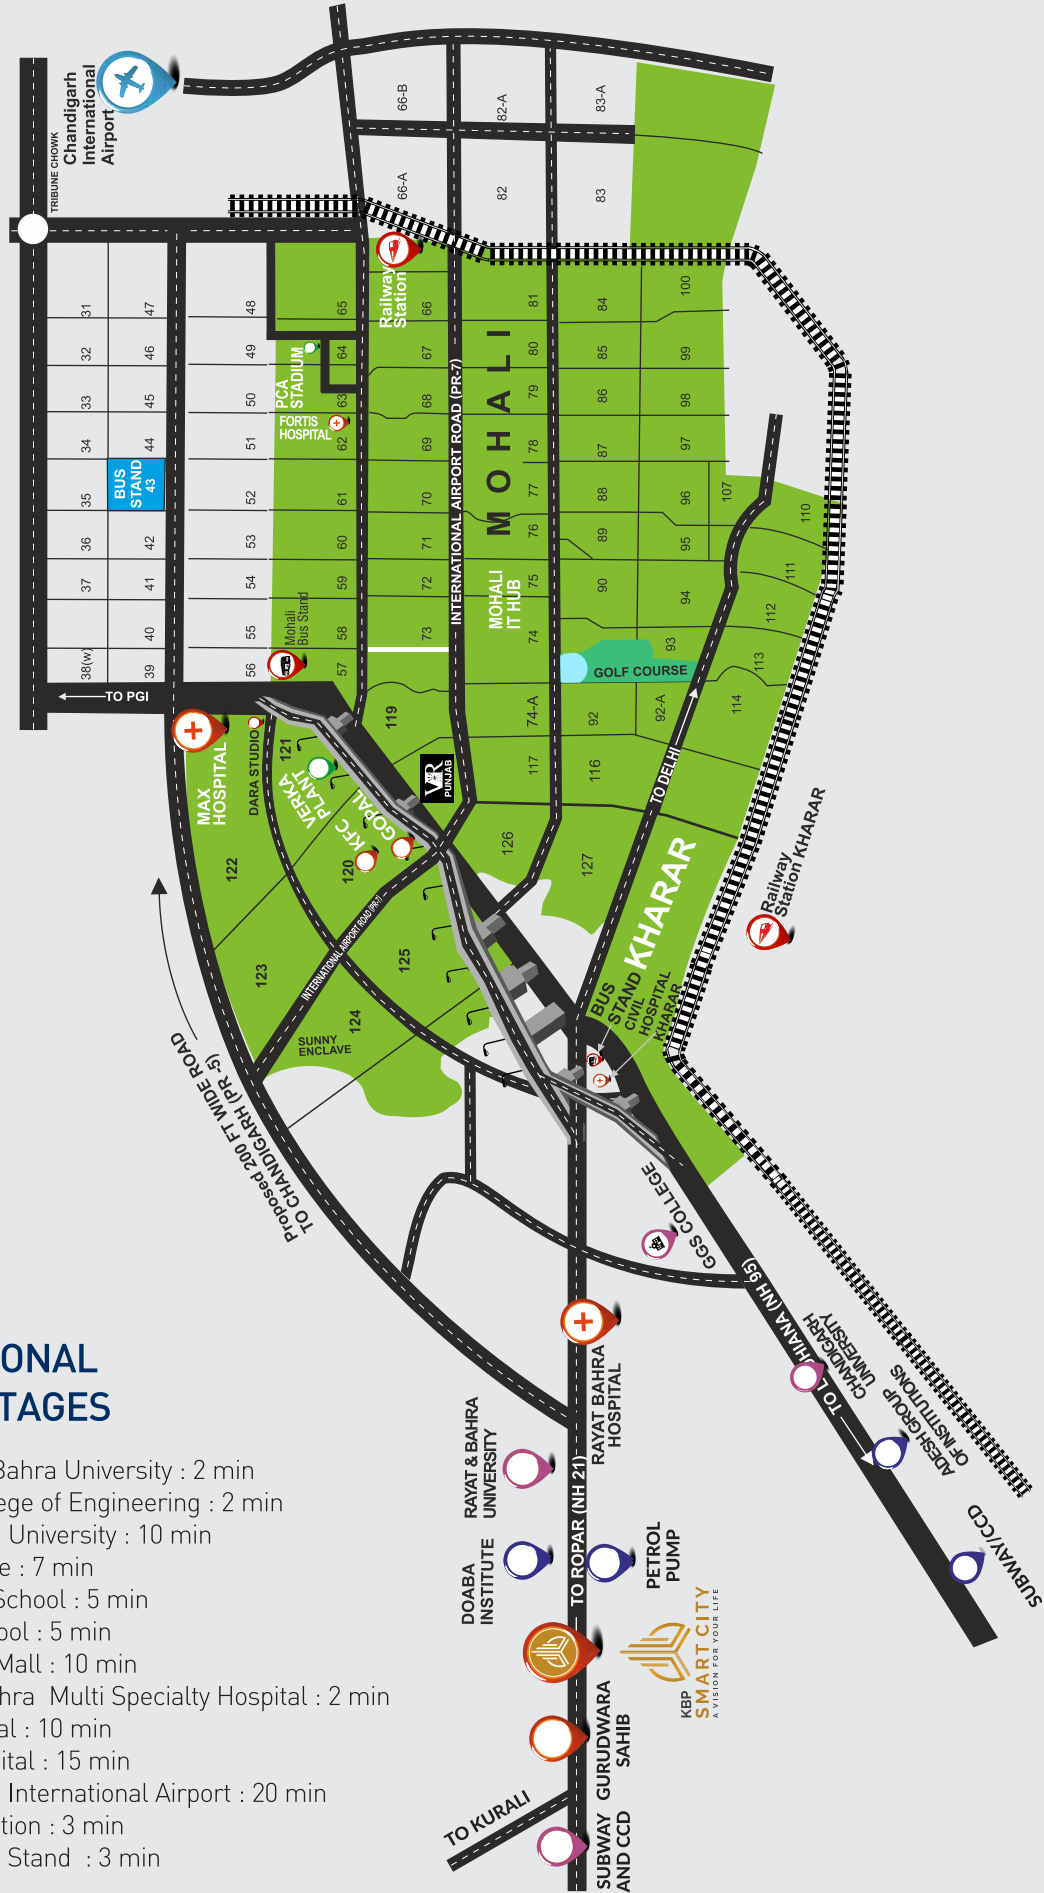 TRIBUNE CHOWK
Chandigarh
International
Airport
66-B
82-A
83-A
66-A
82
83
31
32
33
34
35
36
37
38(w)
47
46
45
44
BUS
STAND
43
42
41
40
39
48
49
50
51
52
53
54
55
56
65
64
63
62
61
60
59
58
57
PCA
STADIUM
FORTIS
HOSPITAL
Mohali
Bus Stand
Railway
Station
66
67
68
69
70
71
72
73
INTERNATIONAL AIRPORT ROAD (PR-7)
MOHALI
MOHALI
IT HUB
81
80
79
78
77
76
75
74
74-A
84
85
86
87
88
89
90
100
99
98
97
96
95
94
93
107
110
111
112
113
114
GOLF COURSE
92
92-A
117
116
119
TO PGI
MAX
HOSPITAL
DARA STUDIO
121
VERKA
PLANT
KFC
GOPAL
VR
PUNJAB
120
122
123
124
125
126
127
INTERNATIONAL AIRPORT ROAD (PR-7)
SUNNY
ENCLAVE
Proposed 200 FT WIDE ROAD
TO CHANDIGARH (PR -5)
TO DELHI
KHARAR
BUS
STAND
CIVIL
HOSPITAL
KHARAR
Railway
Station KHARAR
GGS COLLEGE
CHANDIGARH
UNIVERSITY
ADESH GROUP
OF INSTITUTIONS
SUBWAY/CCD
HIANA (NH 95)
RAYAT BAHRA
HOSPITAL
RAYAT & BAHRA
UNIVERSITY
DOABA
INSTITUTE
TO ROPAR (NH 21)
PETROL
PUMP
KBP
SMART CITY
A VISION FOR YOUR LIFE
GURUDWARA
SAHIB
SUBWAY
AND CCD
TO KURALI
ONAL
TAGES
Bahra University : 2 min
ege of Engineering : 2 min
University : 10 min
e : 7 min
School : 5 min
ool : 5 min
Mall : 10 min
hra Multi Specialty Hospital : 2 min
al : 10 min
ital : 15 min
International Airport : 20 min
tion : 3 min
Stand : 3 min